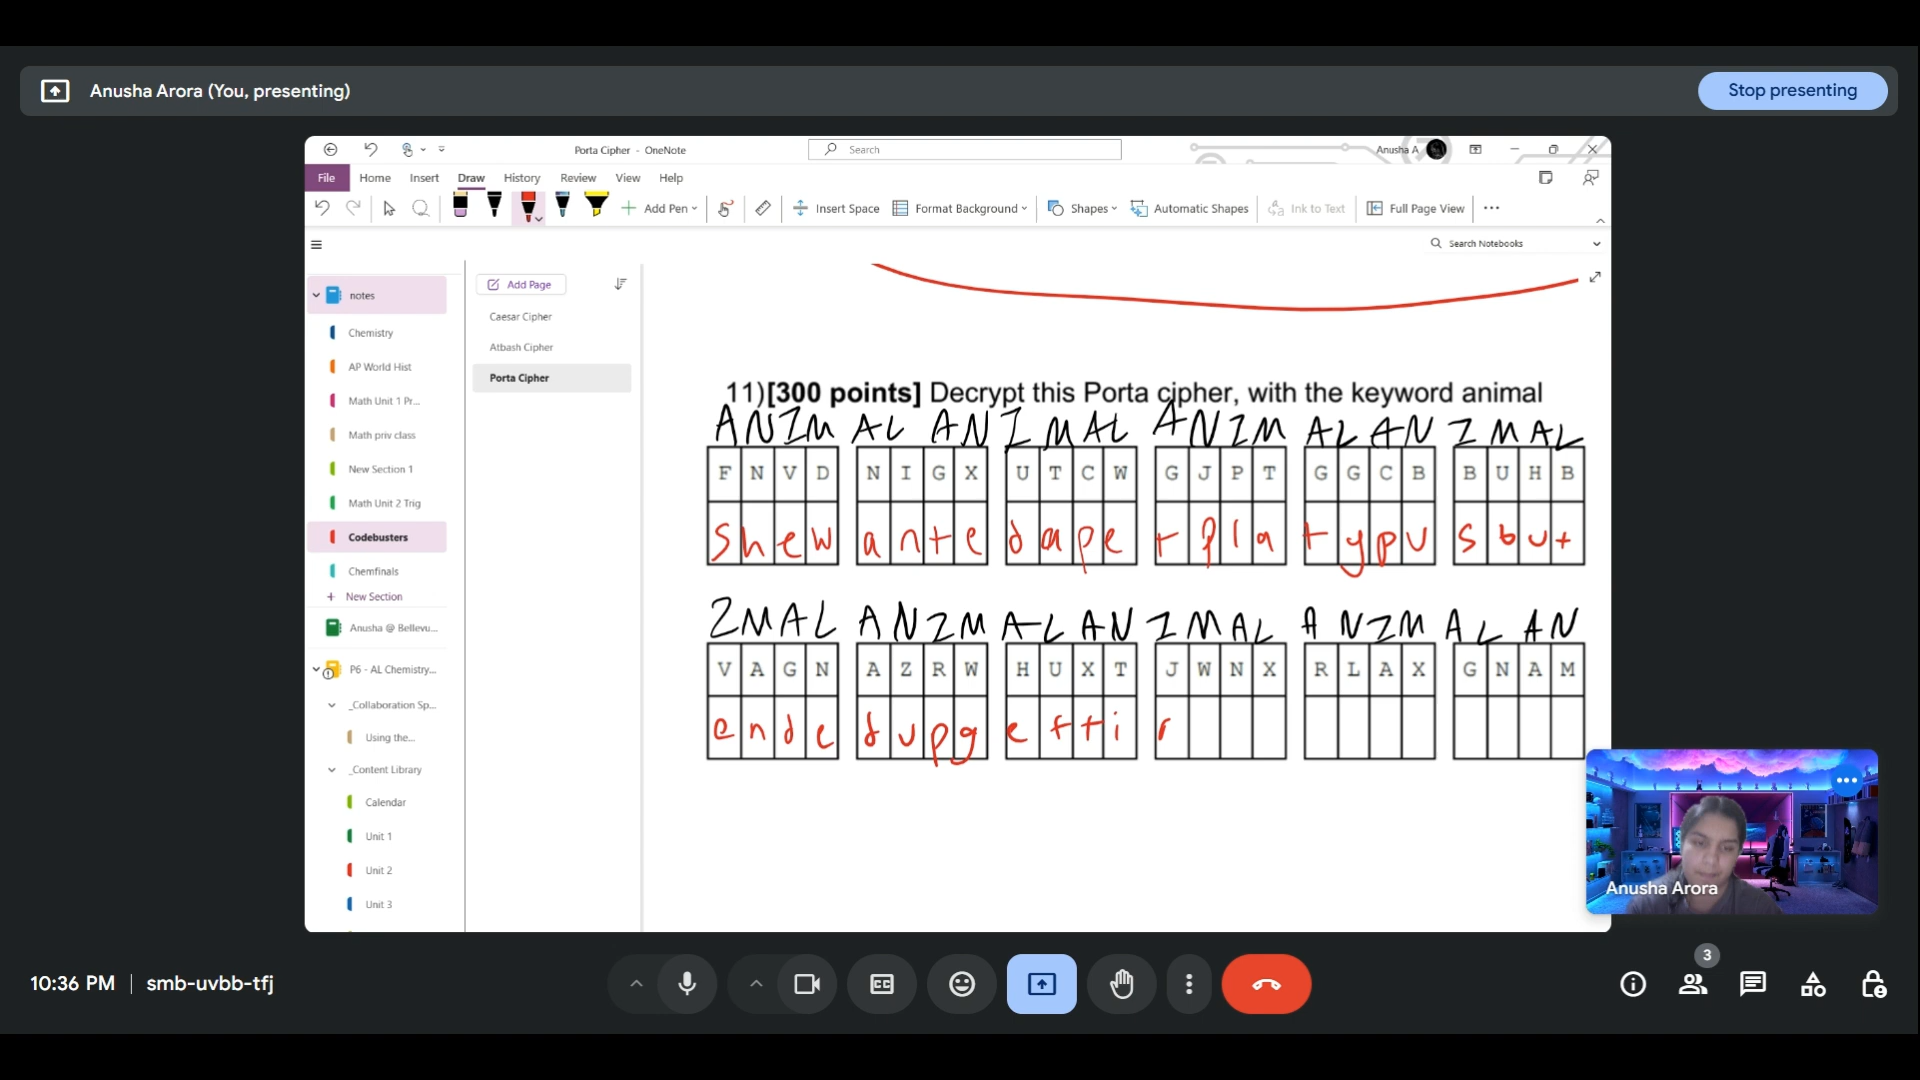 Anusha Arora (You, presenting)
Stop presenting
Porta Cipher - OneNote
Search
Anusha A
File Home Insert Draw History Review View Help
Add Pen
Insert Space
Format Background
Shapes
Automatic Shapes
Ink to Text
Full Page View
Search Notebooks
notes
Chemistry
AP World Hist
Math Unit 1 Pr...
Math priv class
New Section 1
Math Unit 2 Trig
Codebusters
Chemfinals
New Section
Anusha @ Bellevu...
P6 - AL Chemistry...
_Collaboration Sp...
Using the...
_Content Library
Calendar
Unit 1
Unit 2
Unit 3
Add Page
Caesar Cipher
Atbash Cipher
Porta Cipher
11)[300 points] Decrypt this Porta cipher, with the keyword animal
ANIM AL AN IMAL ANIM ALAN IMAL
F N V D N I G X U T C W G J P T G G C B B U H B
s h e w a n t e d a p e t p l a t y p u s b u t
IMAL ANIM ALAN IMAL ANIM ALAN
V A G N A Z R W H U X T J W N X R L A X G N A M
e n d e d u p g e t t i r
Anusha Arora
10:36 PM | smb-uvbb-tfj
3